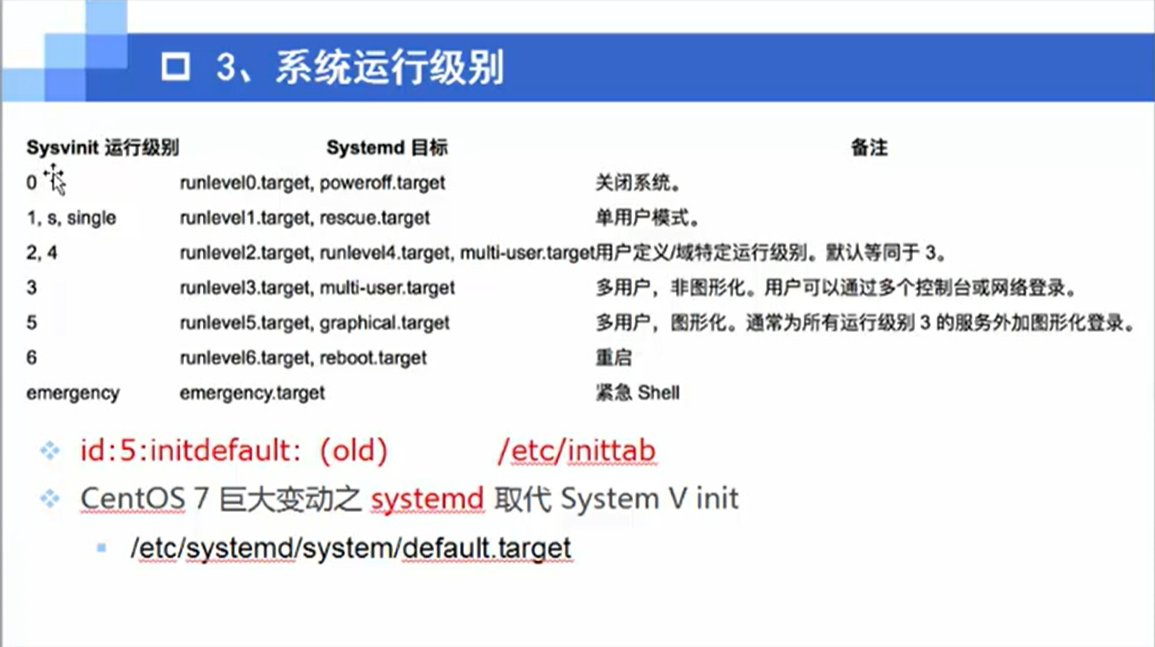 3、系统运行级别
Sysvinit 运行级别 Systemd 目标 备注
0 runlevel0.target, poweroff.target 关闭系统。
1, s, single runlevel1.target, rescue.target 单用户模式。
2, 4 runlevel2.target, runlevel4.target, multi-user.target用户定义/域特定运行级别。默认等同于 3。
3 runlevel3.target, multi-user.target 多用户，非图形化。用户可以通过多个控制台或网络登录。
5 runlevel5.target, graphical.target 多用户，图形化。通常为所有运行级别 3 的服务外加图形化登录。
6 runlevel6.target, reboot.target 重启
emergency emergency.target 紧急 Shell
id:5:initdefault:（old） /etc/inittab
CentOS 7 巨大变动之 systemd 取代 System V init
/etc/systemd/system/default.target